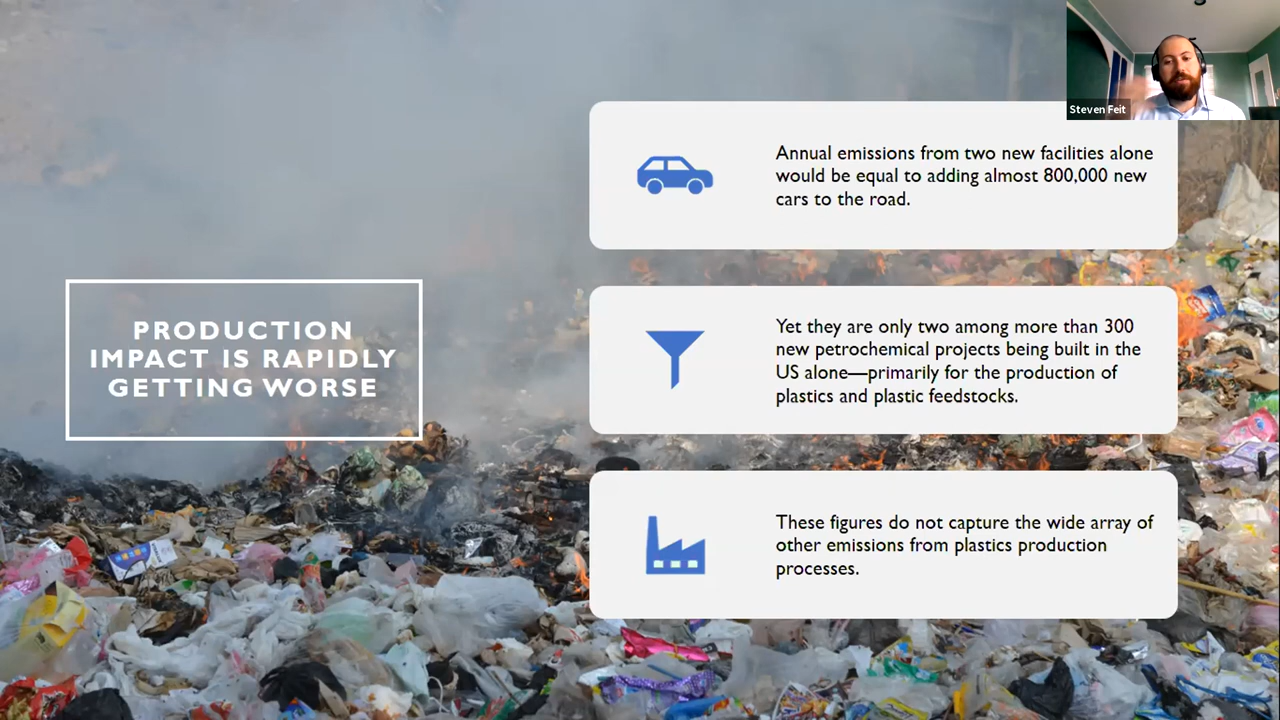 Steven Feit
PRODUCTION
IMPACT IS RAPIDLY
GETTING WORSE
Annual emissions from two new facilities alone
would be equal to adding almost 800,000 new
cars to the road.
Yet they are only two among more than 300
new petrochemical projects being built in the
US alone—primarily for the production of
plastics and plastic feedstocks.
These figures do not capture the wide array of
other emissions from plastics production
processes.